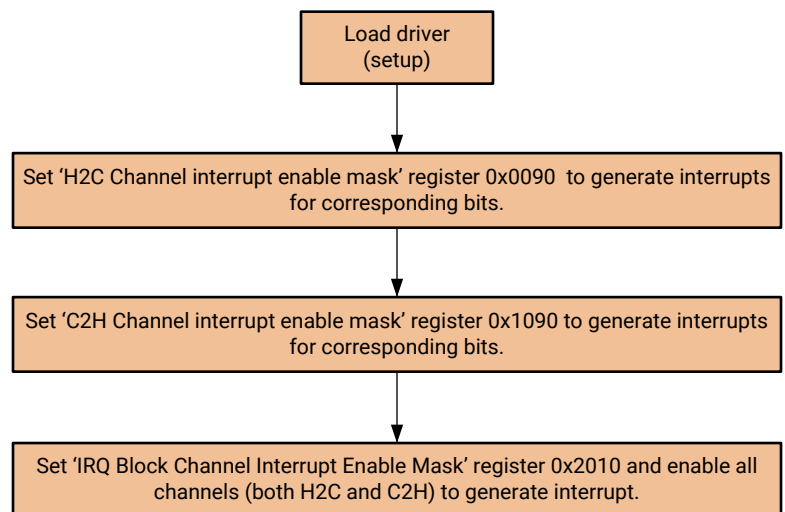 Load driver
(setup)
Set ‘H2C Channel interrupt enable mask’ register 0x0090 to generate interrupts
for corresponding bits.
Set ‘C2H Channel interrupt enable mask’ register 0x1090 to generate interrupts
for corresponding bits.
Set ‘IRQ Block Channel Interrupt Enable Mask’ register 0x2010 and enable all
channels (both H2C and C2H) to generate interrupt.